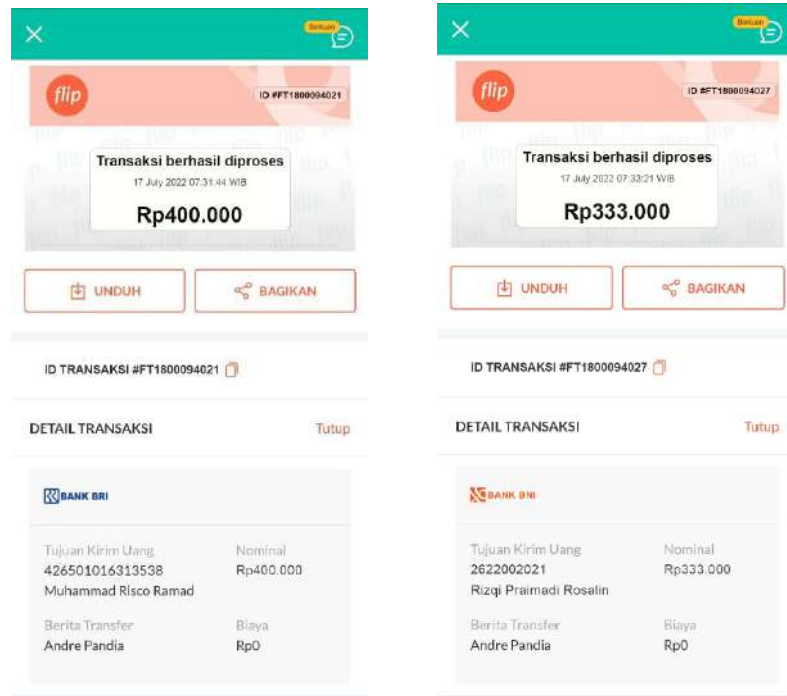 Bantuan
flip
ID #FT1800094021
Transaksi berhasil diproses
17 July 2022 07:31:44 WIB
Rp400.000
UNDUH
BAGIKAN
ID TRANSAKSI #FT1800094021
DETAIL TRANSAKSI
Tutup
BANK BRI
Tujuan Kirim Uang
Nominal
426501016313538
Rp400.000
Muhammad Risco Ramad
Berita Transfer
Biaya
Andre Pandia
Rp0
Bantuan
flip
ID #FT1800094027
Transaksi berhasil diproses
17 July 2022 07:33:21 WIB
Rp333.000
UNDUH
BAGIKAN
ID TRANSAKSI #FT1800094027
DETAIL TRANSAKSI
Tutup
BANK BNI
Tujuan Kirim Uang
Nominal
2622002021
Rp333.000
Rizqi Praimadi Rosalin
Berita Transfer
Biaya
Andre Pandia
Rp0